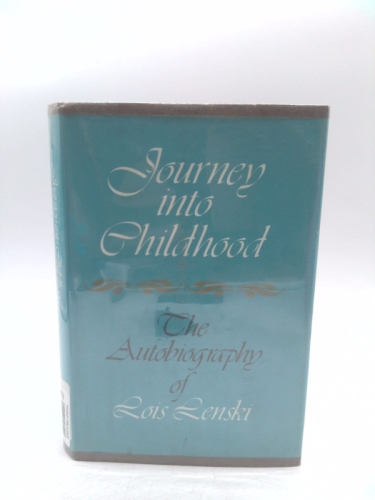 Journey
into
Childhood
The
Autobiography
of
Lois Lenski